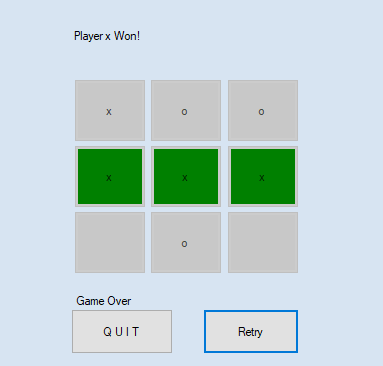 Player x Won!
x o o
x x x
o
Game Over
Q U I T Retry